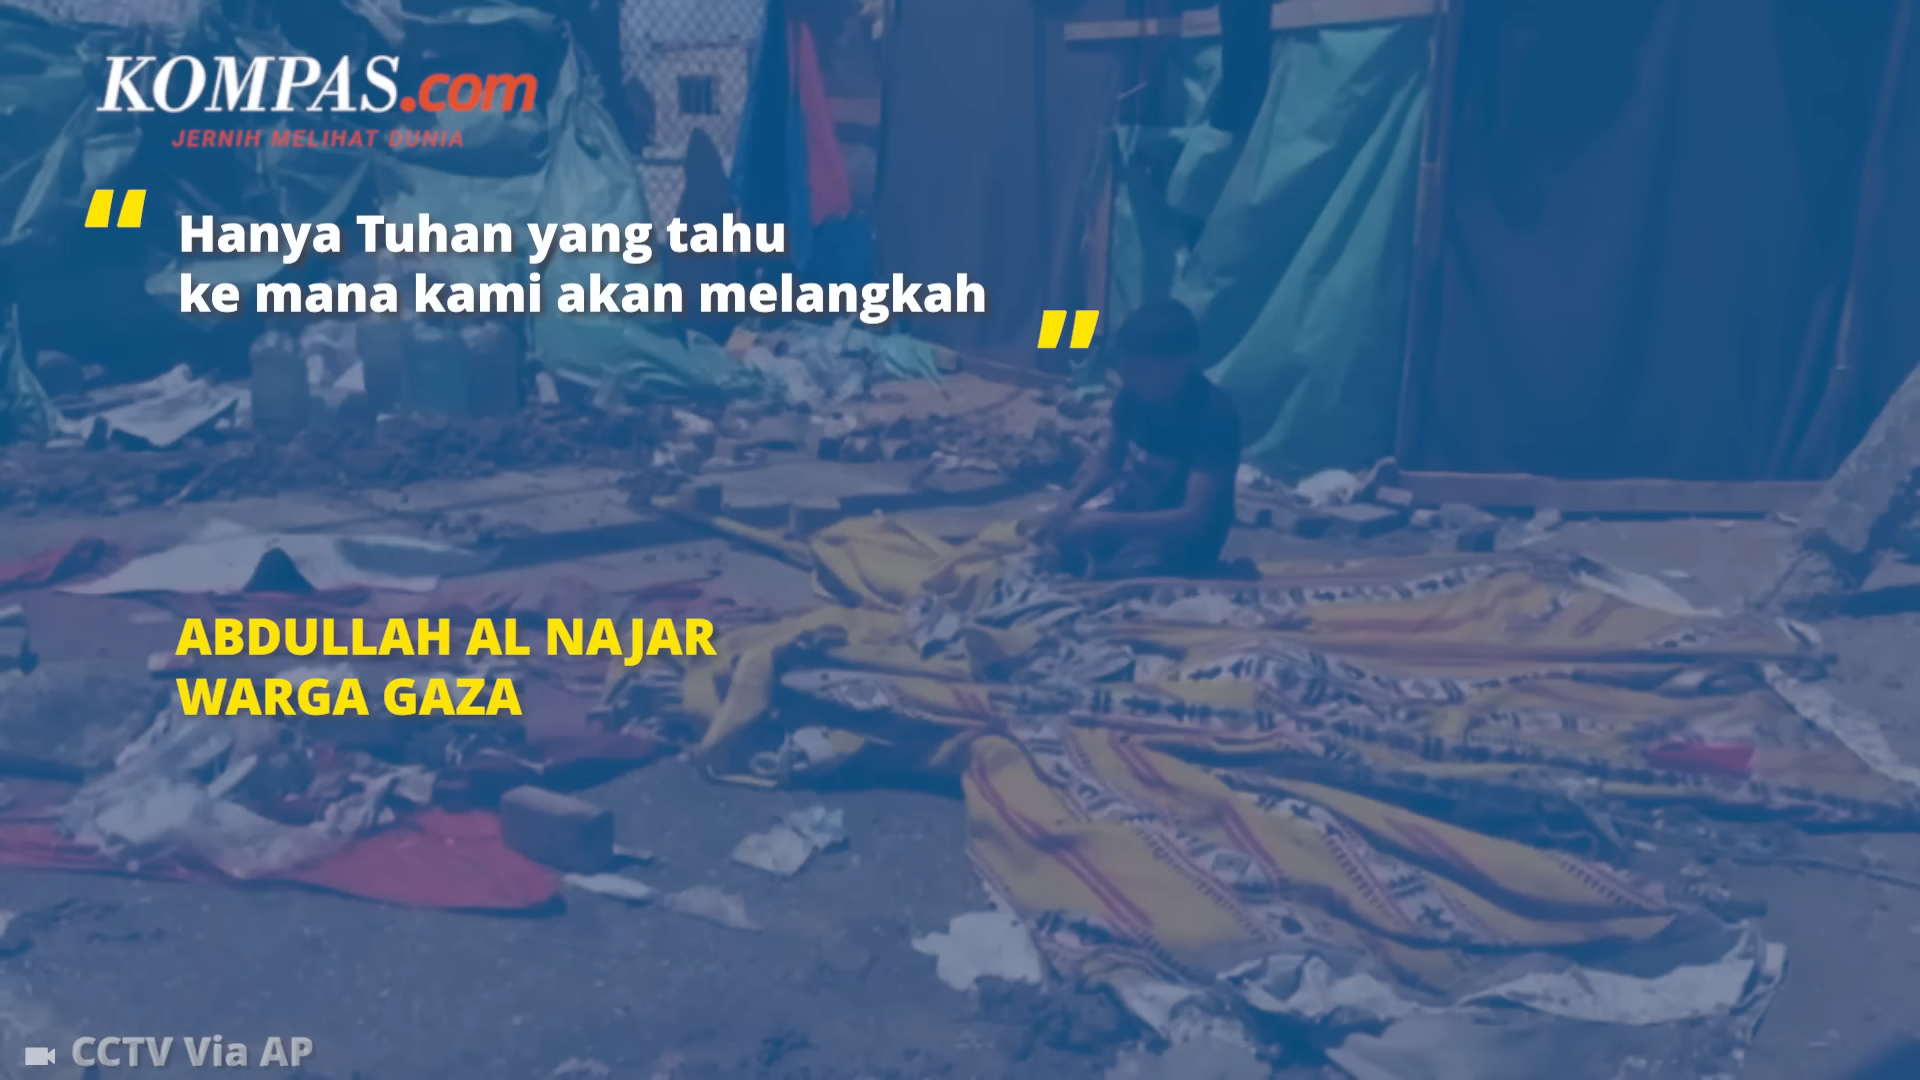 KOMPAS.com
JERNIH MELIHAT DUNIA
“ Hanya Tuhan yang tahu
ke mana kami akan melangkah ”
ABDULLAH AL NAJAR
WARGA GAZA
CCTV Via AP